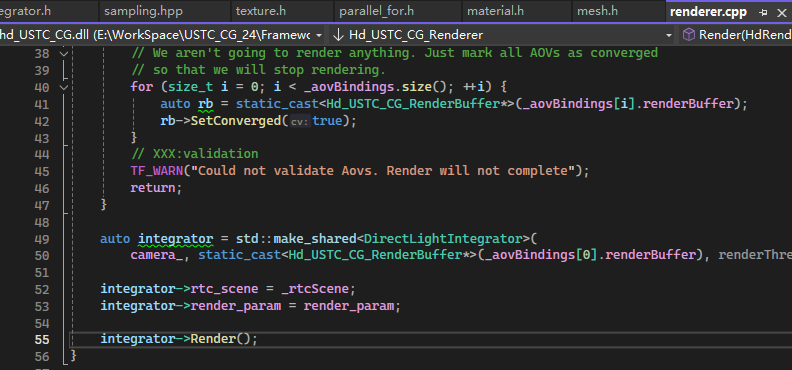 egrator.h sampling.hpp texture.h parallel_for.h material.h mesh.h renderer.cpp
hd_USTC_CG.dll (E:\WorkSpace\USTC_CG_24\Framew Hd_USTC_CG_Renderer Render(HdRend
38 // We aren't going to render anything. Just mark all AOVs as converged
39 // so that we will stop rendering.
40 for (size_t i = 0; i < _aovBindings.size(); ++i) {
41 auto rb = static_cast<Hd_USTC_CG_RenderBuffer*>(_aovBindings[i].renderBuffer);
42 rb->SetConverged(cv:true);
43 }
44 // XXX:validation
45 TF_WARN("Could not validate Aovs. Render will not complete");
46 return;
47 }
48
49 auto integrator = std::make_shared<DirectLightIntegrator>(
50 camera_, static_cast<Hd_USTC_CG_RenderBuffer*>(_aovBindings[0].renderBuffer), renderThre
51
52 integrator->rtc_scene = _rtcScene;
53 integrator->render_param = render_param;
54
55 integrator->Render();
56 }